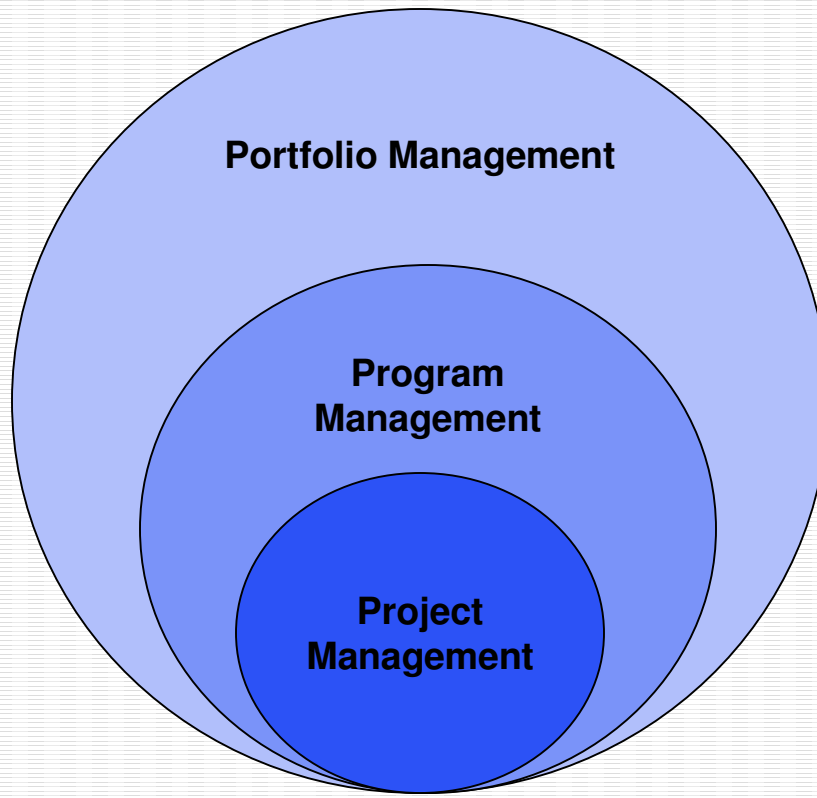 Portfolio Management
Program
Management
Project
Management